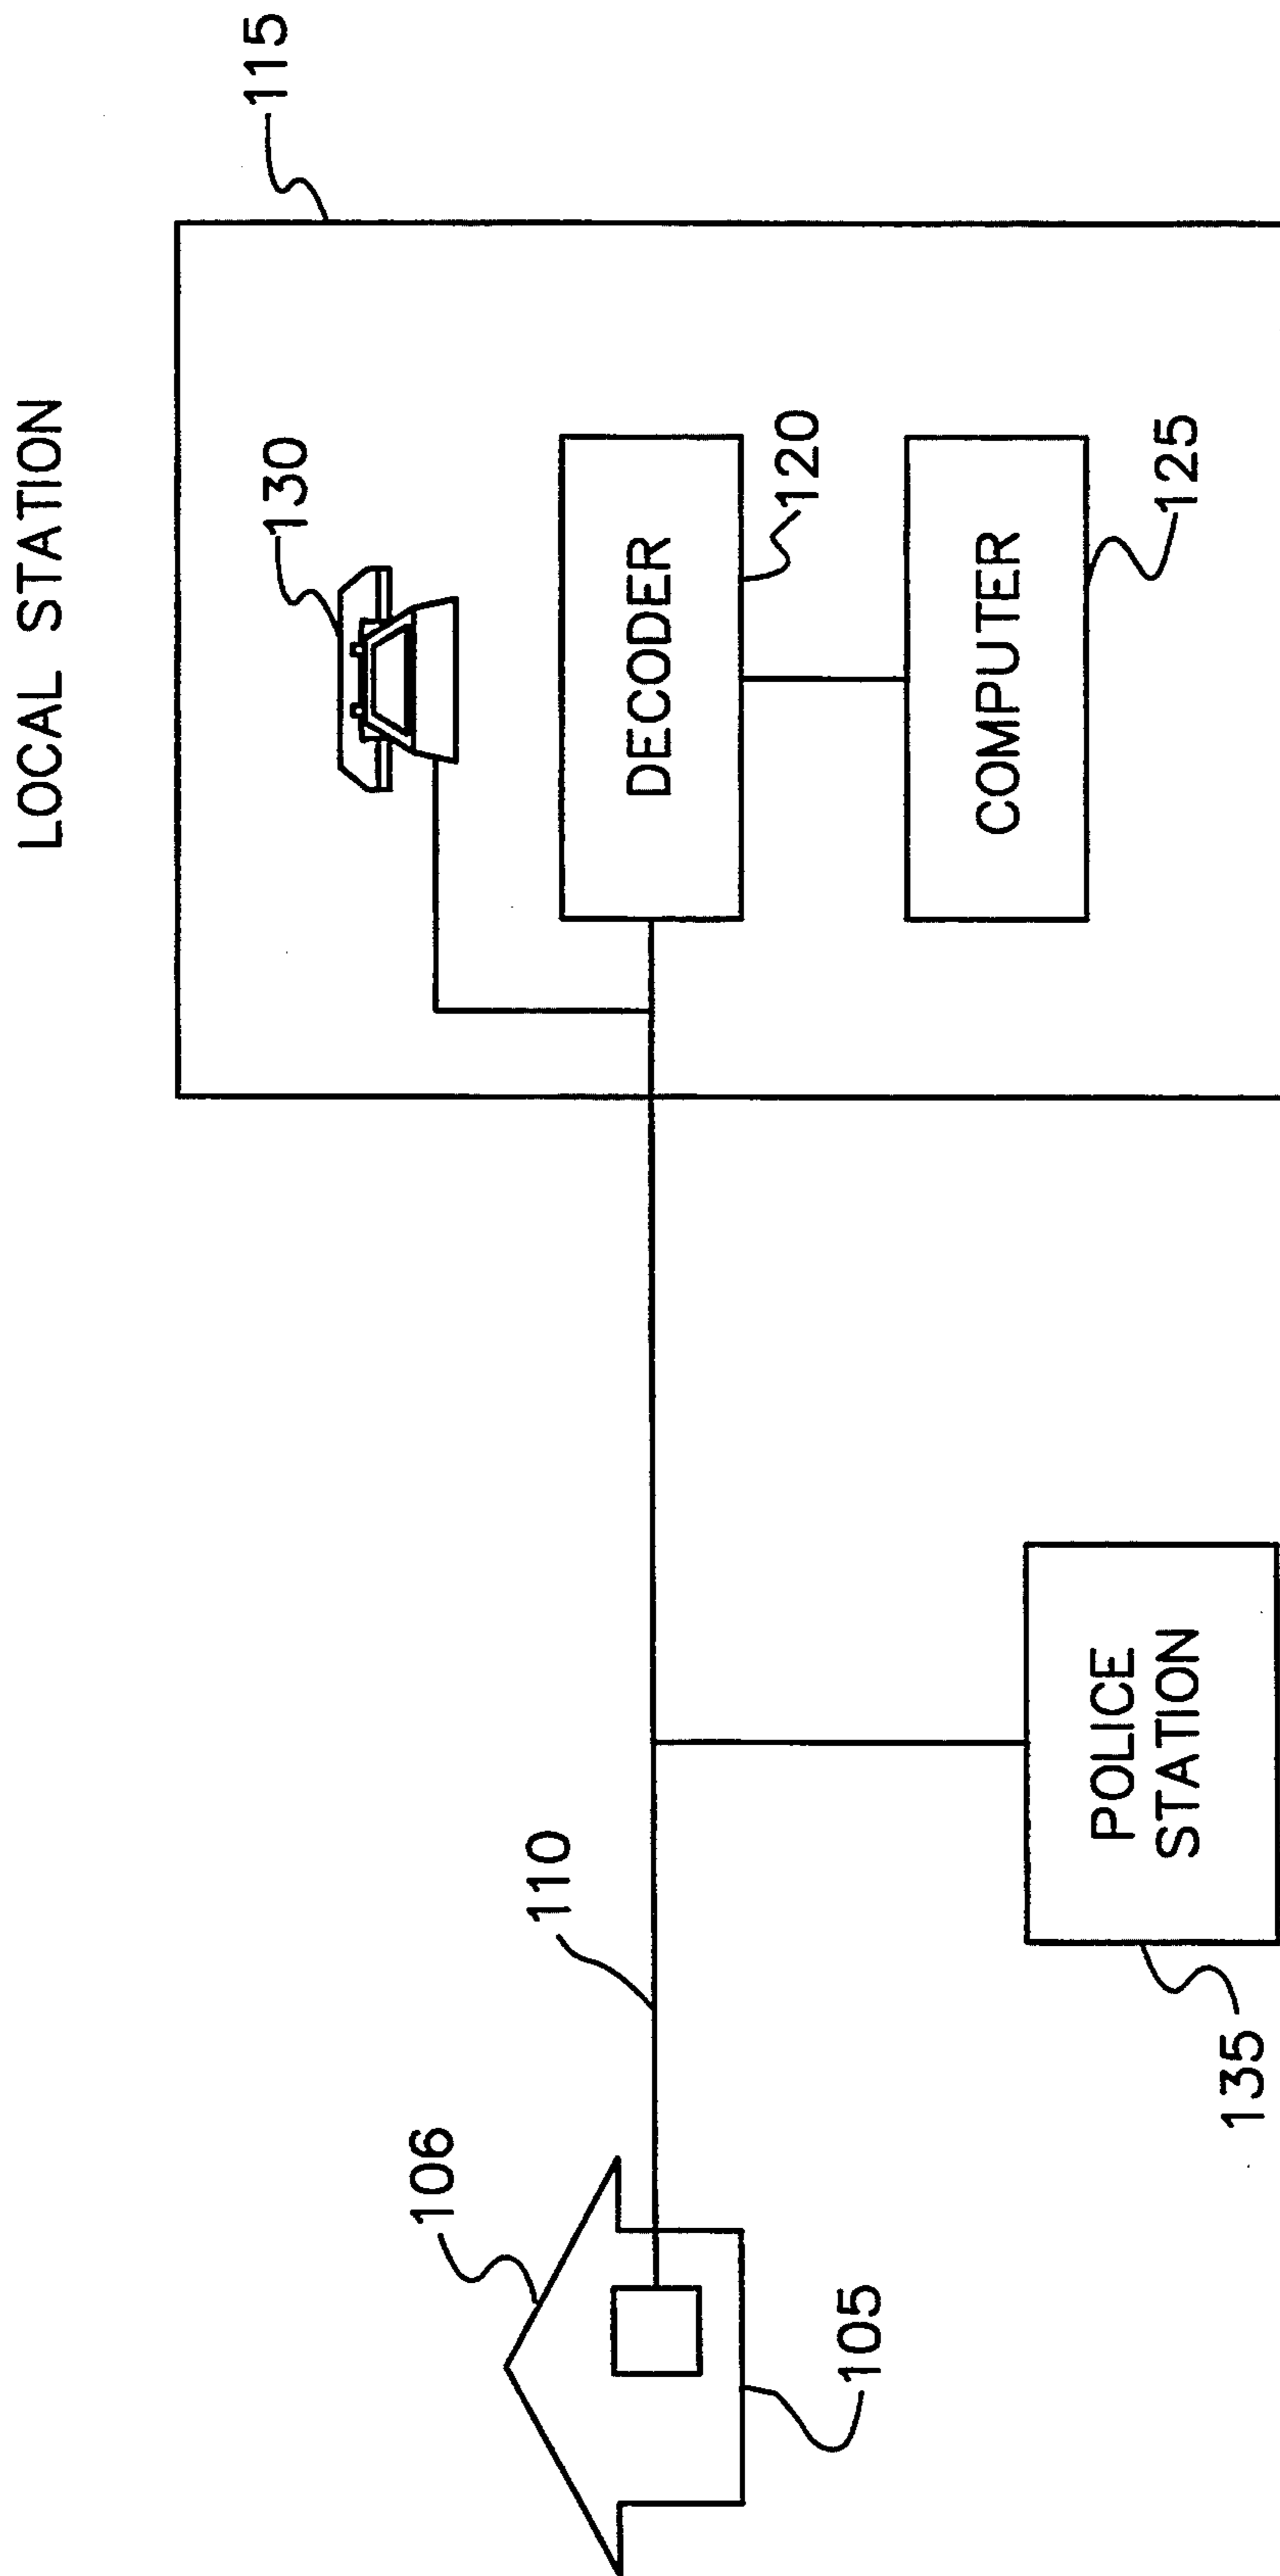 LOCAL STATION
115
130
DECODER
120
COMPUTER
125
106
110
105
POLICE
STATION
135